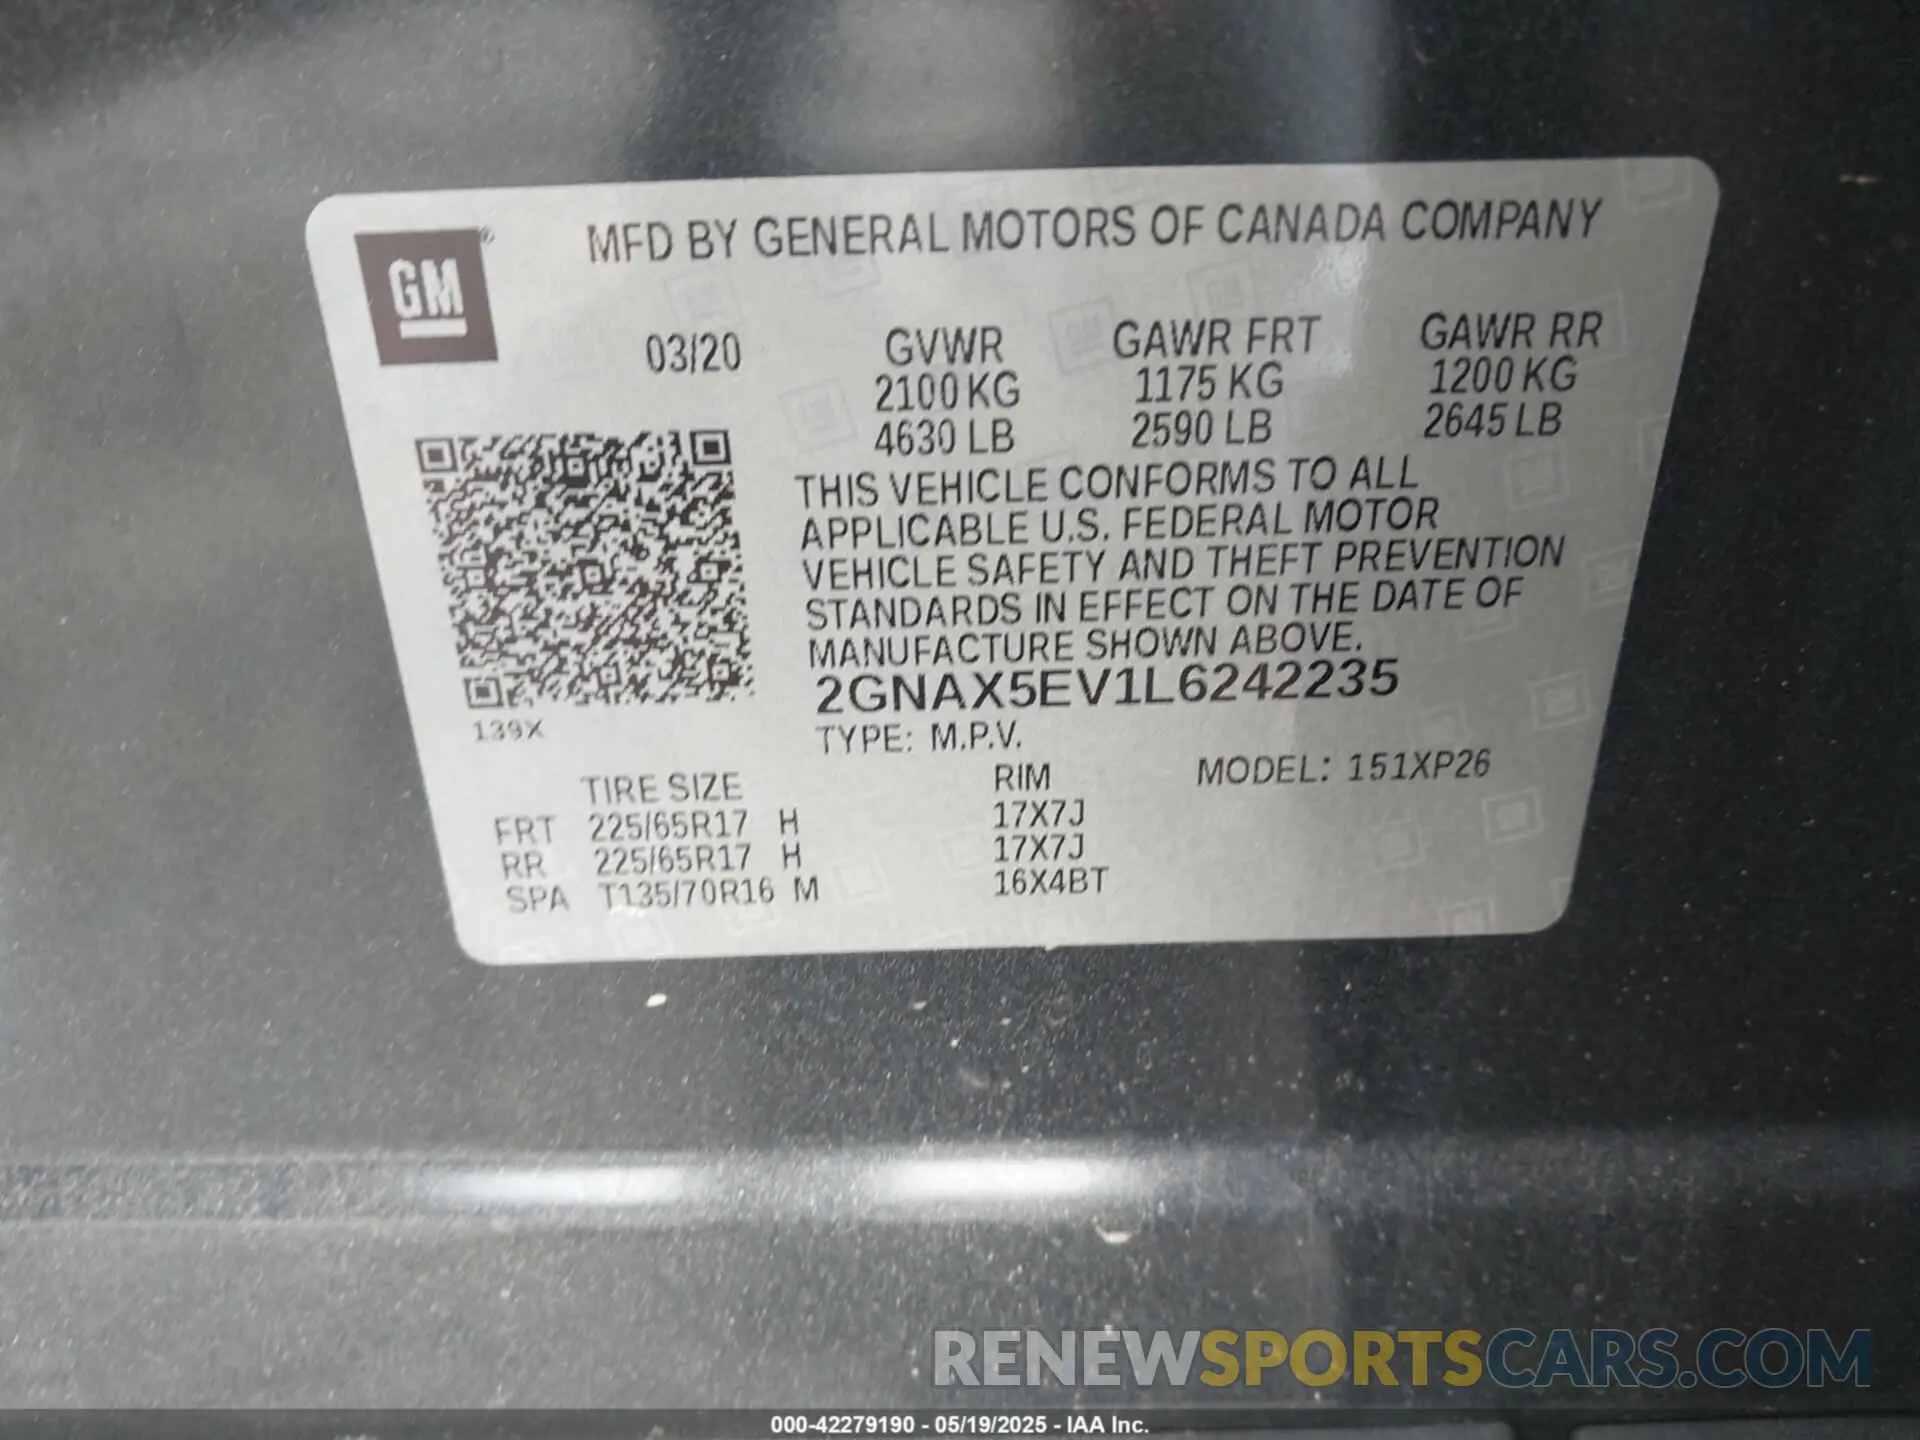 GM
MFD BY GENERAL MOTORS OF CANADA COMPANY
03/20 GVWR GAWR FRT GAWR RR
2100 KG 1175 KG 1200 KG
4630 LB 2590 LB 2645 LB
THIS VEHICLE CONFORMS TO ALL
APPLICABLE U.S. FEDERAL MOTOR
VEHICLE SAFETY AND THEFT PREVENTION
STANDARDS IN EFFECT ON THE DATE OF
MANUFACTURE SHOWN ABOVE.
2GNAX5EV1L6242235
139X
TYPE: M.P.V.
TIRE SIZE RIM MODEL: 151XP26
FRT 225/65R17 H 17X7J
RR 225/65R17 H 17X7J
SPA T135/70R16 M 16X4BT
RENEWSPORTSCARS.COM
000-42279190 - 05/19/2025 - IAA Inc.